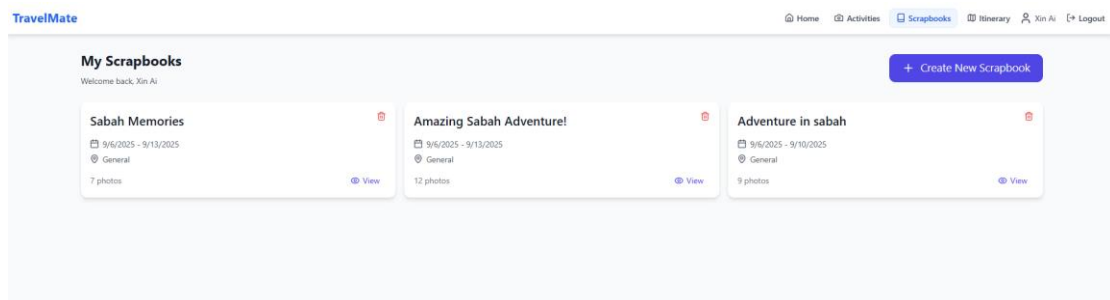 TravelMate
Home Activities Scrapbooks Itinerary Xin Ai Logout
My Scrapbooks
Welcome back, Xin Ai
+ Create New Scrapbook
Sabah Memories
9/6/2025 - 9/13/2025
General
7 photos View
Amazing Sabah Adventure!
9/6/2025 - 9/13/2025
General
12 photos View
Adventure in sabah
9/6/2025 - 9/10/2025
General
9 photos View